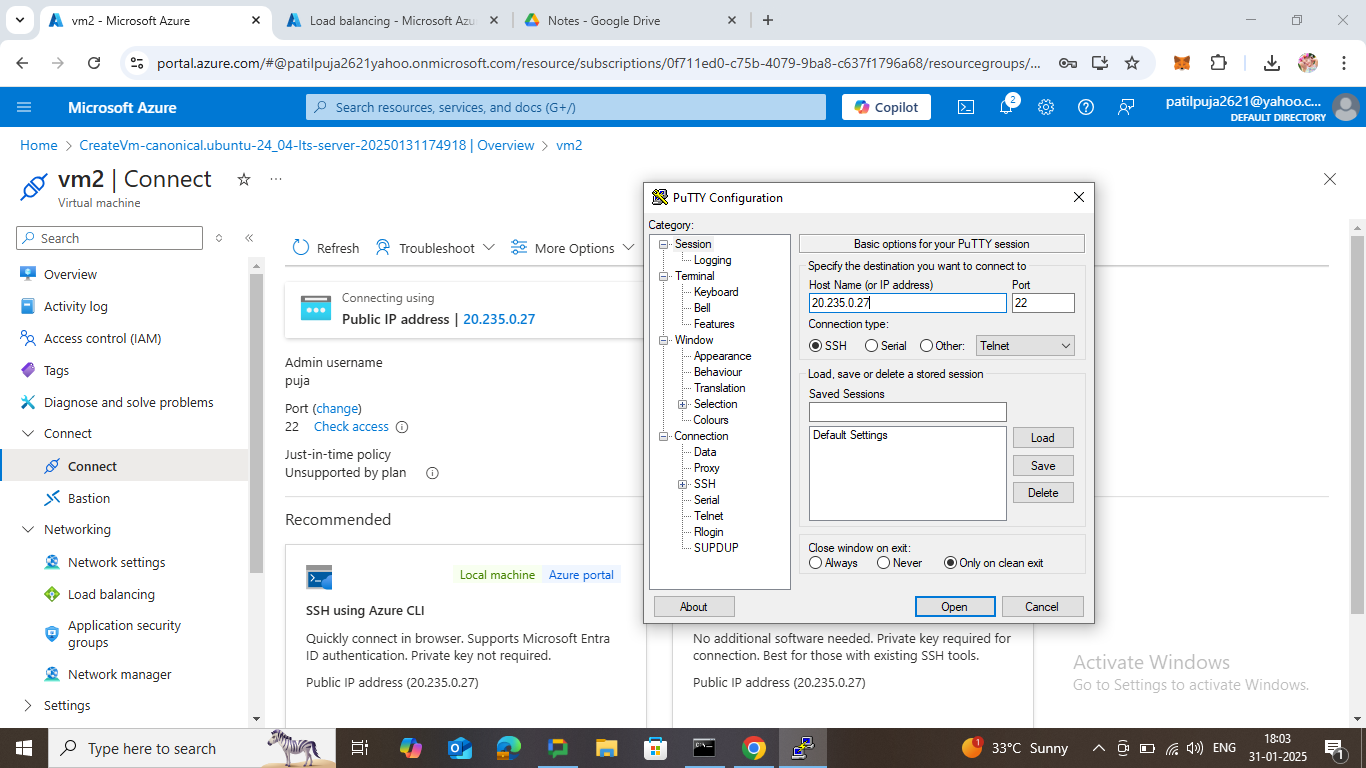 vm2 - Microsoft Azure
Load balancing - Microsoft Azu
Notes - Google Drive
portal.azure.com/#@patilpuja2621yahoo.onmicrosoft.com/resource/subscriptions/0f711ed0-c75b-4079-9ba8-c637f1796a68/resourcegroups/...
Microsoft Azure
Search resources, services, and docs (G+/)
Copilot
2
patilpuja2621@yahoo.c...
DEFAULT DIRECTORY
Home > CreateVm-canonical.ubuntu-24_04-lts-server-20250131174918 | Overview > vm2
vm2 | Connect
Virtual machine
Search
Overview
Activity log
Access control (IAM)
Tags
Diagnose and solve problems
Connect
Connect
Bastion
Networking
Network settings
Load balancing
Application security
groups
Network manager
Settings
Refresh
Troubleshoot
More Options
Connecting using
Public IP address | 20.235.0.27
Admin username
puja
Port (change)
22 Check access
Just-in-time policy
Unsupported by plan
Recommended
Local machine
Azure portal
SSH using Azure CLI
Quickly connect in browser. Supports Microsoft Entra
ID authentication. Private key not required.
Public IP address (20.235.0.27)
No additional software needed. Private key required for
connection. Best for those with existing SSH tools.
Public IP address (20.235.0.27)
PuTTY Configuration
Category:
Session
Logging
Terminal
Keyboard
Bell
Features
Window
Appearance
Behaviour
Translation
Selection
Colours
Connection
Data
Proxy
SSH
Serial
Telnet
Rlogin
SUPDUP
Basic options for your PuTTY session
Specify the destination you want to connect to
Host Name (or IP address)
Port
20.235.0.27
22
Connection type:
SSH
Serial
Other:
Telnet
Load, save or delete a stored session
Saved Sessions
Default Settings
Load
Save
Delete
Close window on exit:
Always
Never
Only on clean exit
About
Open
Cancel
Activate Windows
Go to Settings to activate Windows.
Type here to search
33°C Sunny
ENG
18:03
31-01-2025
1